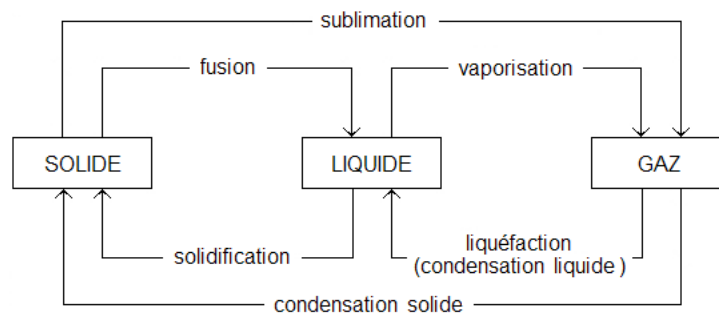 sublimation
fusion
vaporisation
SOLIDE
LIQUIDE
GAZ
solidification
liquéfaction
(condensation liquide )
condensation solide